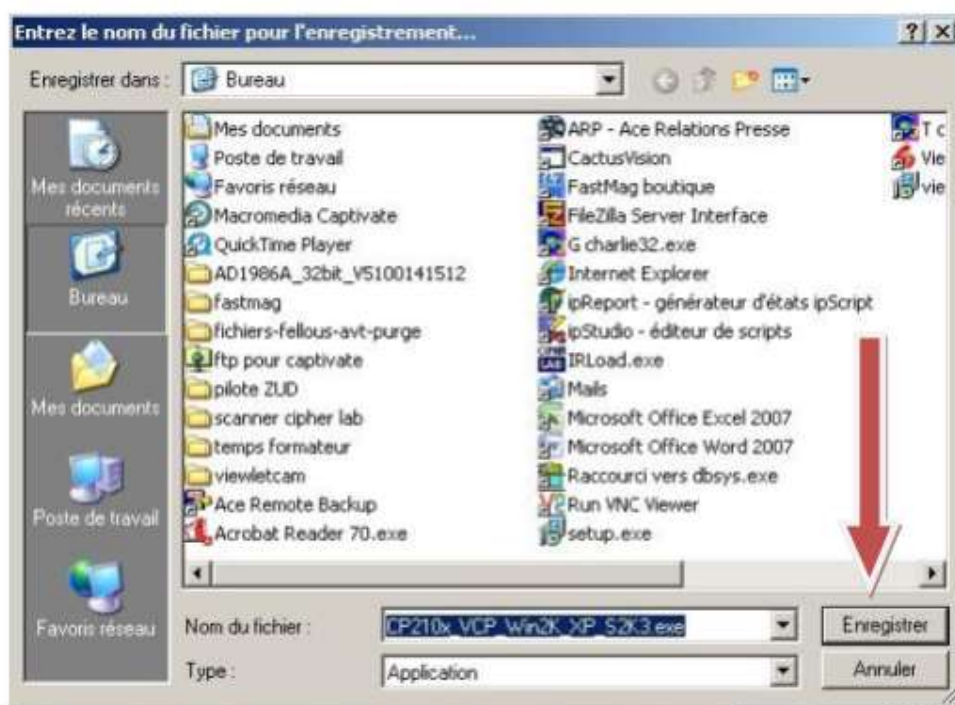 Entrez le nom du fichier pour l'enregistrement...
Enregistrer dans :
Bureau
Mes documents
récents
Bureau
Mes documents
Poste de travail
Favoris réseau
Mes documents
Poste de travail
Favoris réseau
Macromedia Captivate
QuickTime Player
AD1986A_32bit_V5100141512
fastmag
fichiers-fellous-avt-purge
ftp pour captivate
pilote ZUD
scanner cipher lab
temps formateur
viewletcam
Ace Remote Backup
Acrobat Reader 70.exe
ARP - Ace Relations Presse
CactusVision
FastMag boutique
FileZilla Server Interface
G charlie32.exe
Internet Explorer
ipReport - générateur d'états ipScript
ipStudio - éditeur de scripts
IRLoad.exe
Mails
Microsoft Office Excel 2007
Microsoft Office Word 2007
Raccourci vers dbsys.exe
Run VNC Viewer
setup.exe
T c
Vie
vie
Nom du fichier :
CP210x_VCP_Win2K_XP_S2K3.exe
Enregistrer
Type :
Application
Annuler